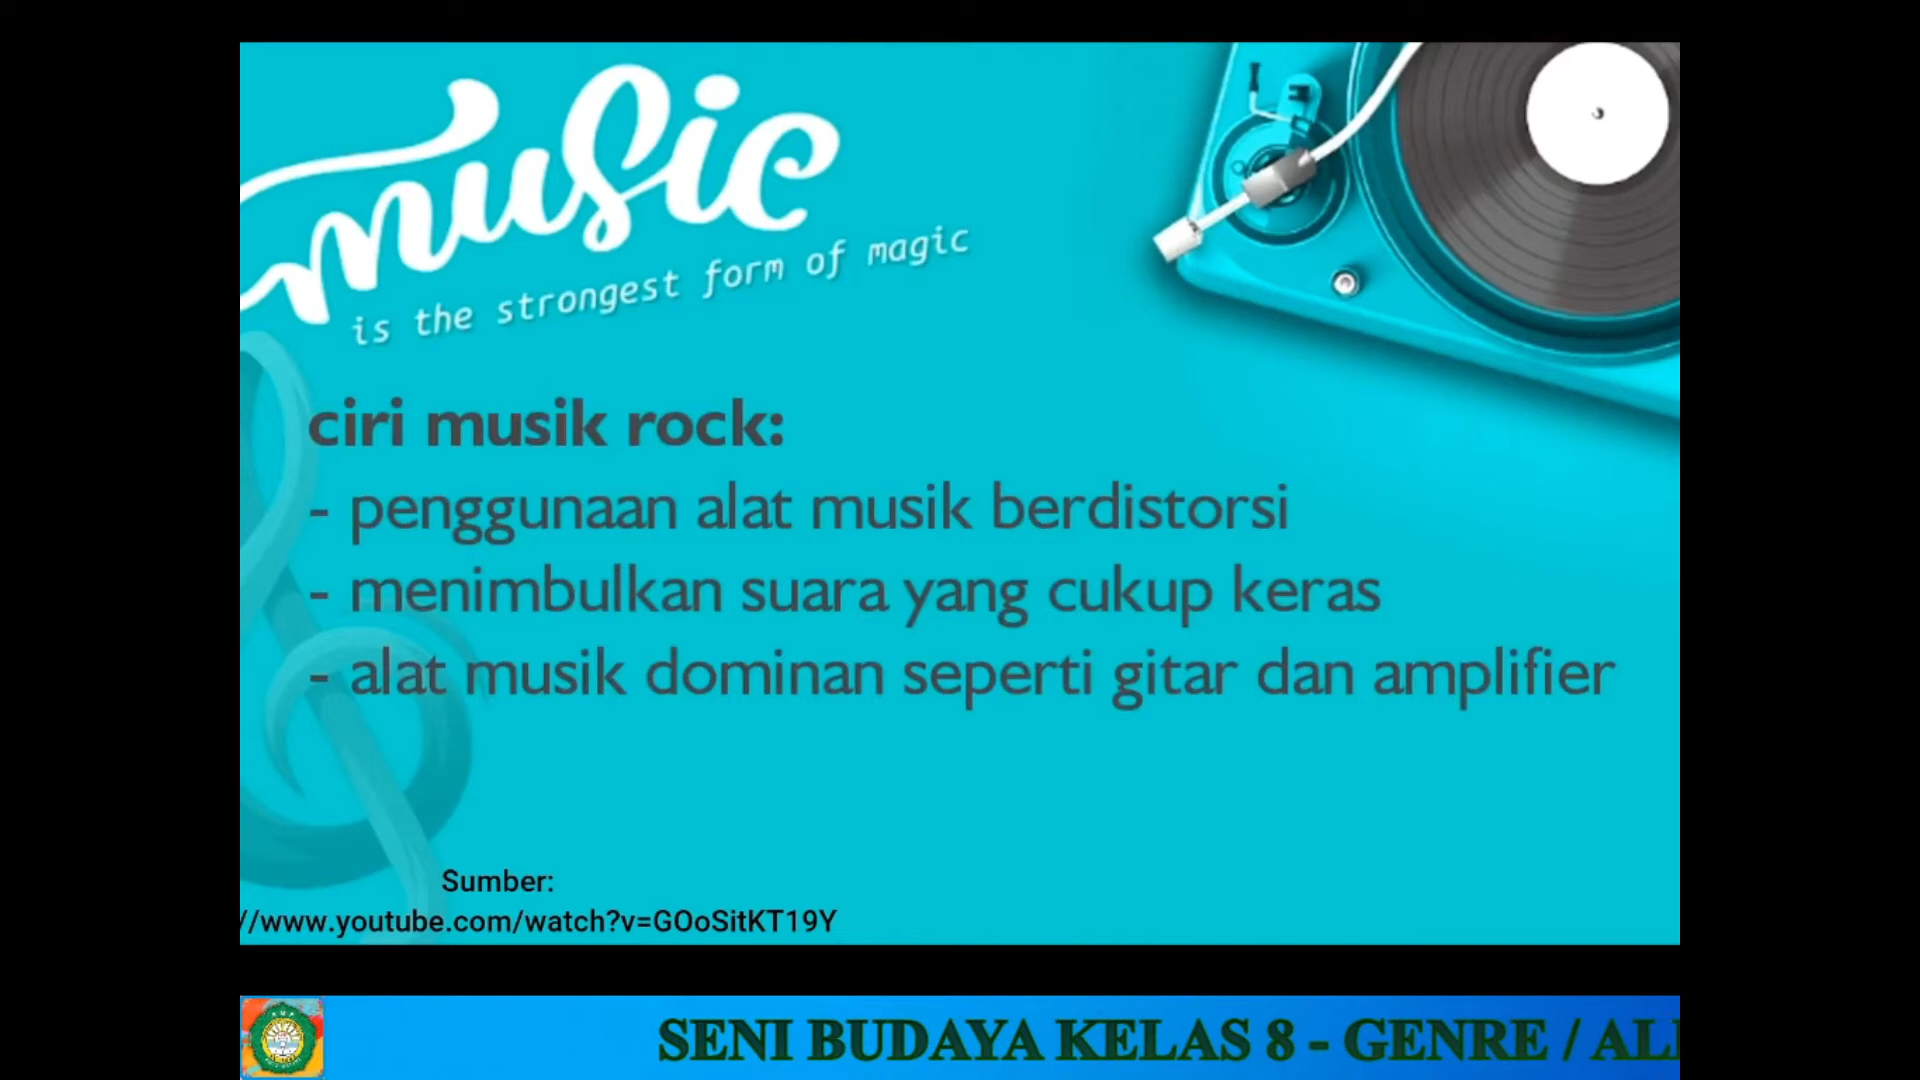 music
is the strongest form of magic
ciri musik rock:
- penggunaan alat musik berdistorsi
- menimbulkan suara yang cukup keras
- alat musik dominan seperti gitar dan amplifier
Sumber:
//www.youtube.com/watch?v=GOoSitKT19Y
SENI BUDAYA KELAS 8 - GENRE / AL